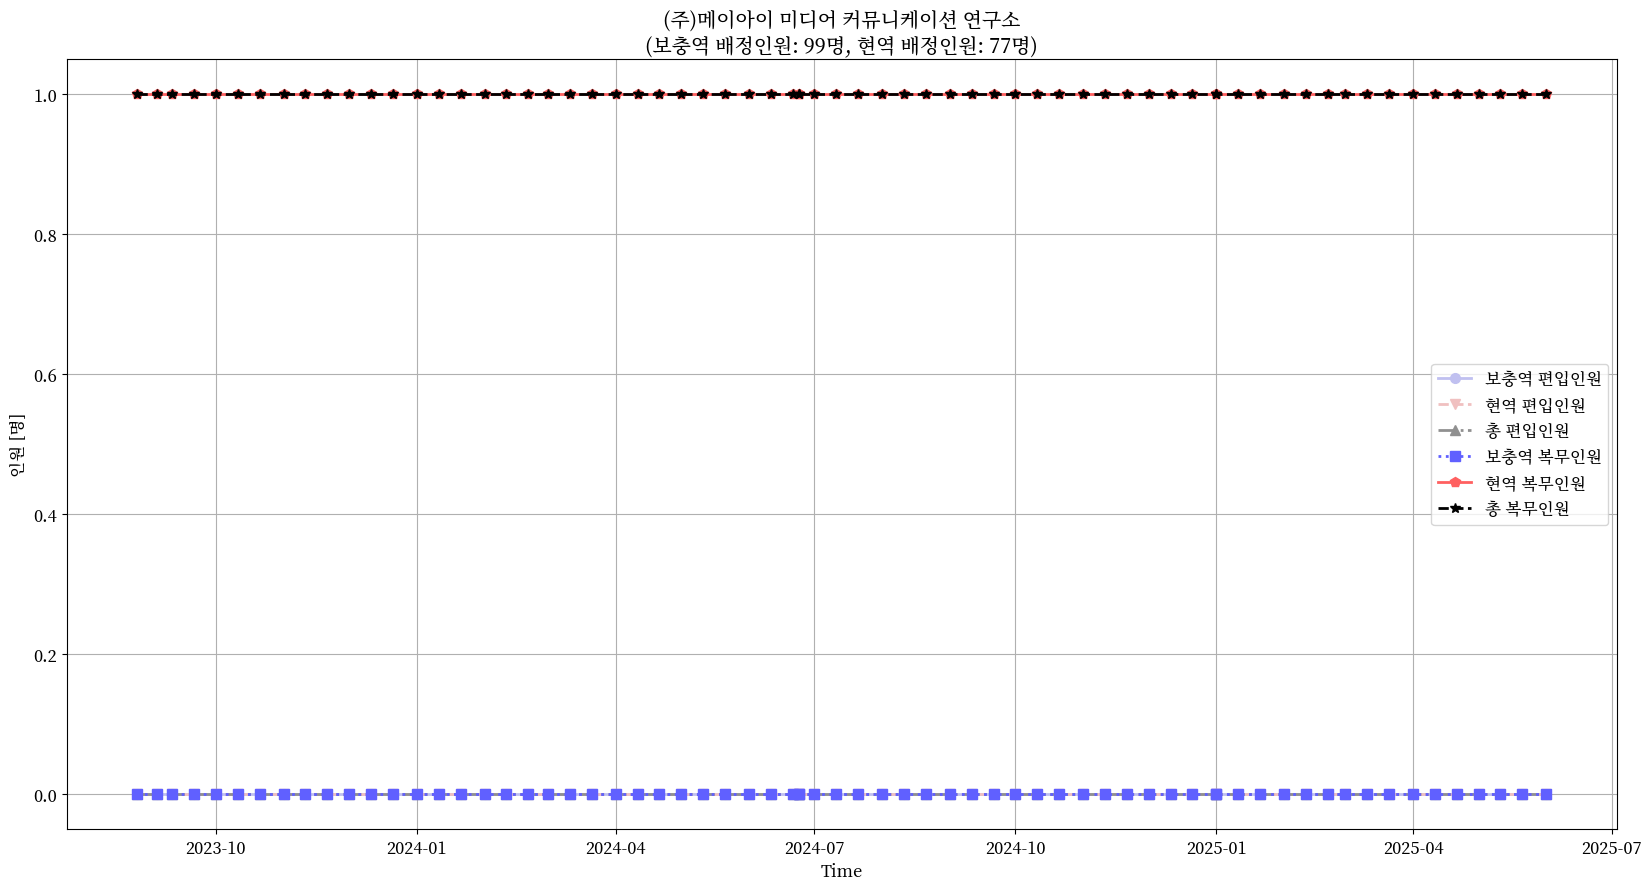 (주)메이아이 미디어 커뮤니케이션 연구소
(보충역 배정인원: 99명, 현역 배정인원: 77명)
1.0
0.8
0.6
0.4
0.2
0.0
인원 [명]
보충역 편입인원
현역 편입인원
총 편입인원
보충역 복무인원
현역 복무인원
총 복무인원
2023-10
2024-01
2024-04
2024-07
2024-10
2025-01
2025-04
2025-07
Time